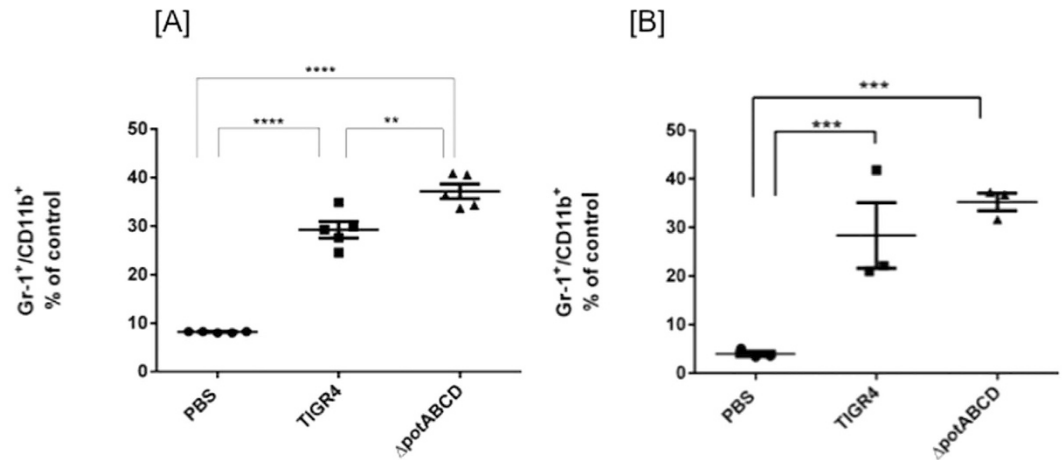 [A]
****
****
**
50
40
30
20
10
0
Gr-1⁺/CD11b⁺
% of control
PBS
TIGR4
ΔpotABCD
[B]
***
***
50
40
30
20
10
0
Gr-1⁺/CD11b⁺
% of control
PBS
TIGR4
ΔpotABCD